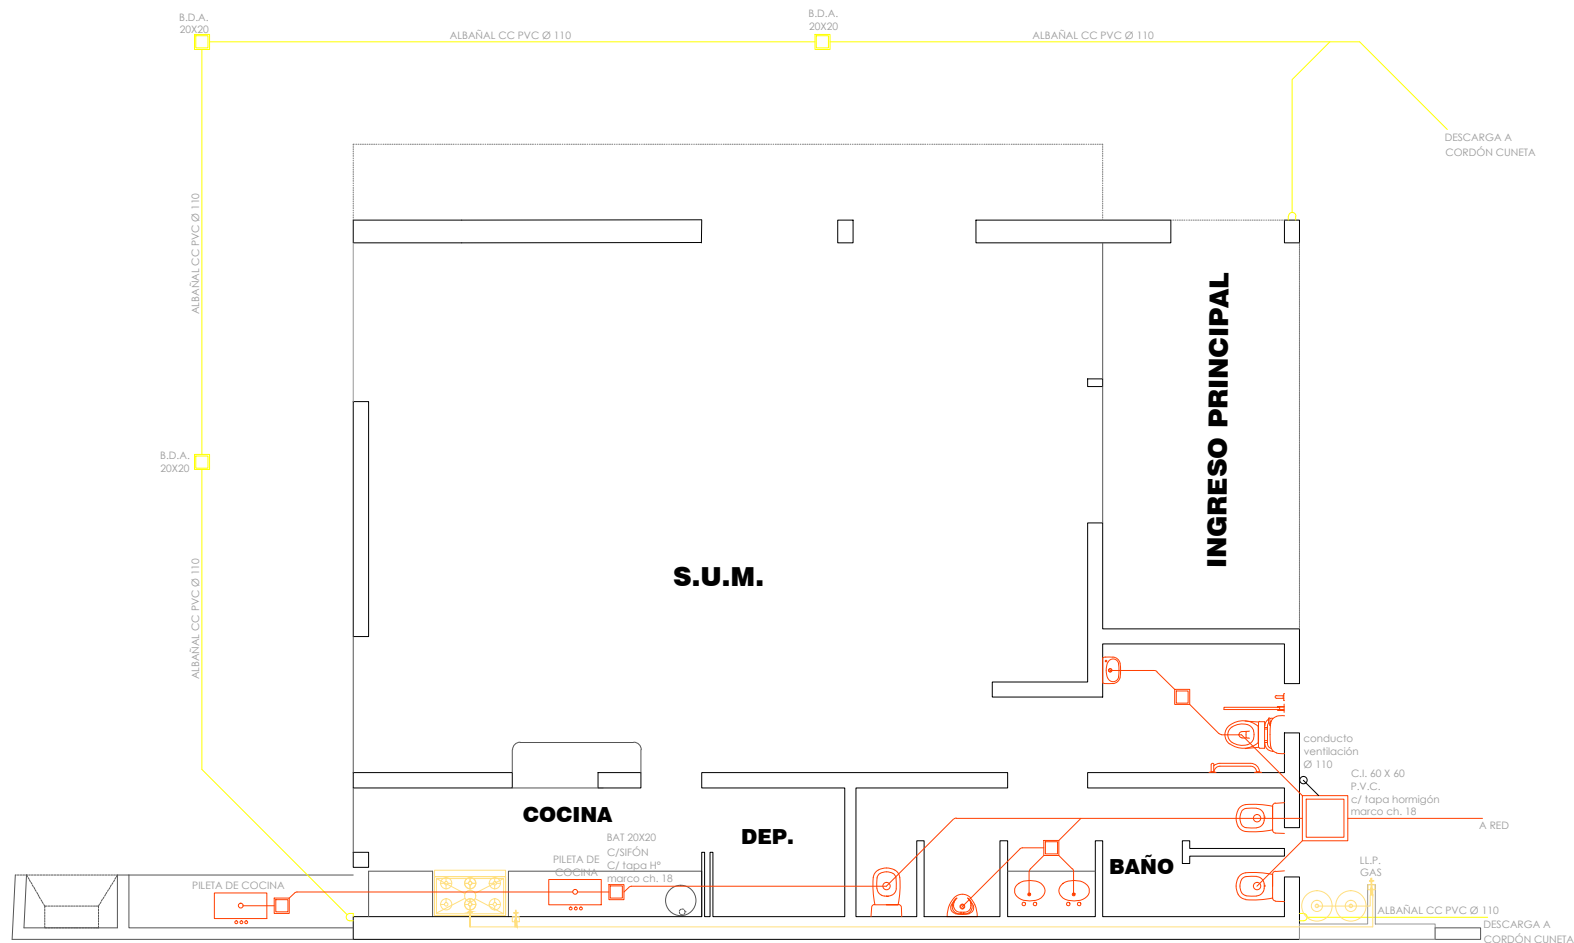 B.D.A.
20X20
ALBAÑAL CC PVC Ø 110
B.D.A.
20X20
ALBAÑAL CC PVC Ø 110
DESCARGA A
CORDÓN CUNETA
ALBAÑAL CC PVC Ø 110
INGRESO PRINCIPAL
B.D.A.
20X20
S.U.M.
ALBAÑAL CC PVC Ø 110
conducto
ventilación
Ø 110
C.I. 60 X 60
P.V.C.
c/ tapa hormigón
marco ch. 18
A RED
COCINA
DEP.
BAT 20X20
C/SIFÓN
C/ tapa Hº
marco ch. 18
PILETA DE
COCINA
BAÑO
LL.P.
GAS
PILETA DE COCINA
ALBAÑAL CC PVC Ø 110
DESCARGA A
CORDÓN CUNETA